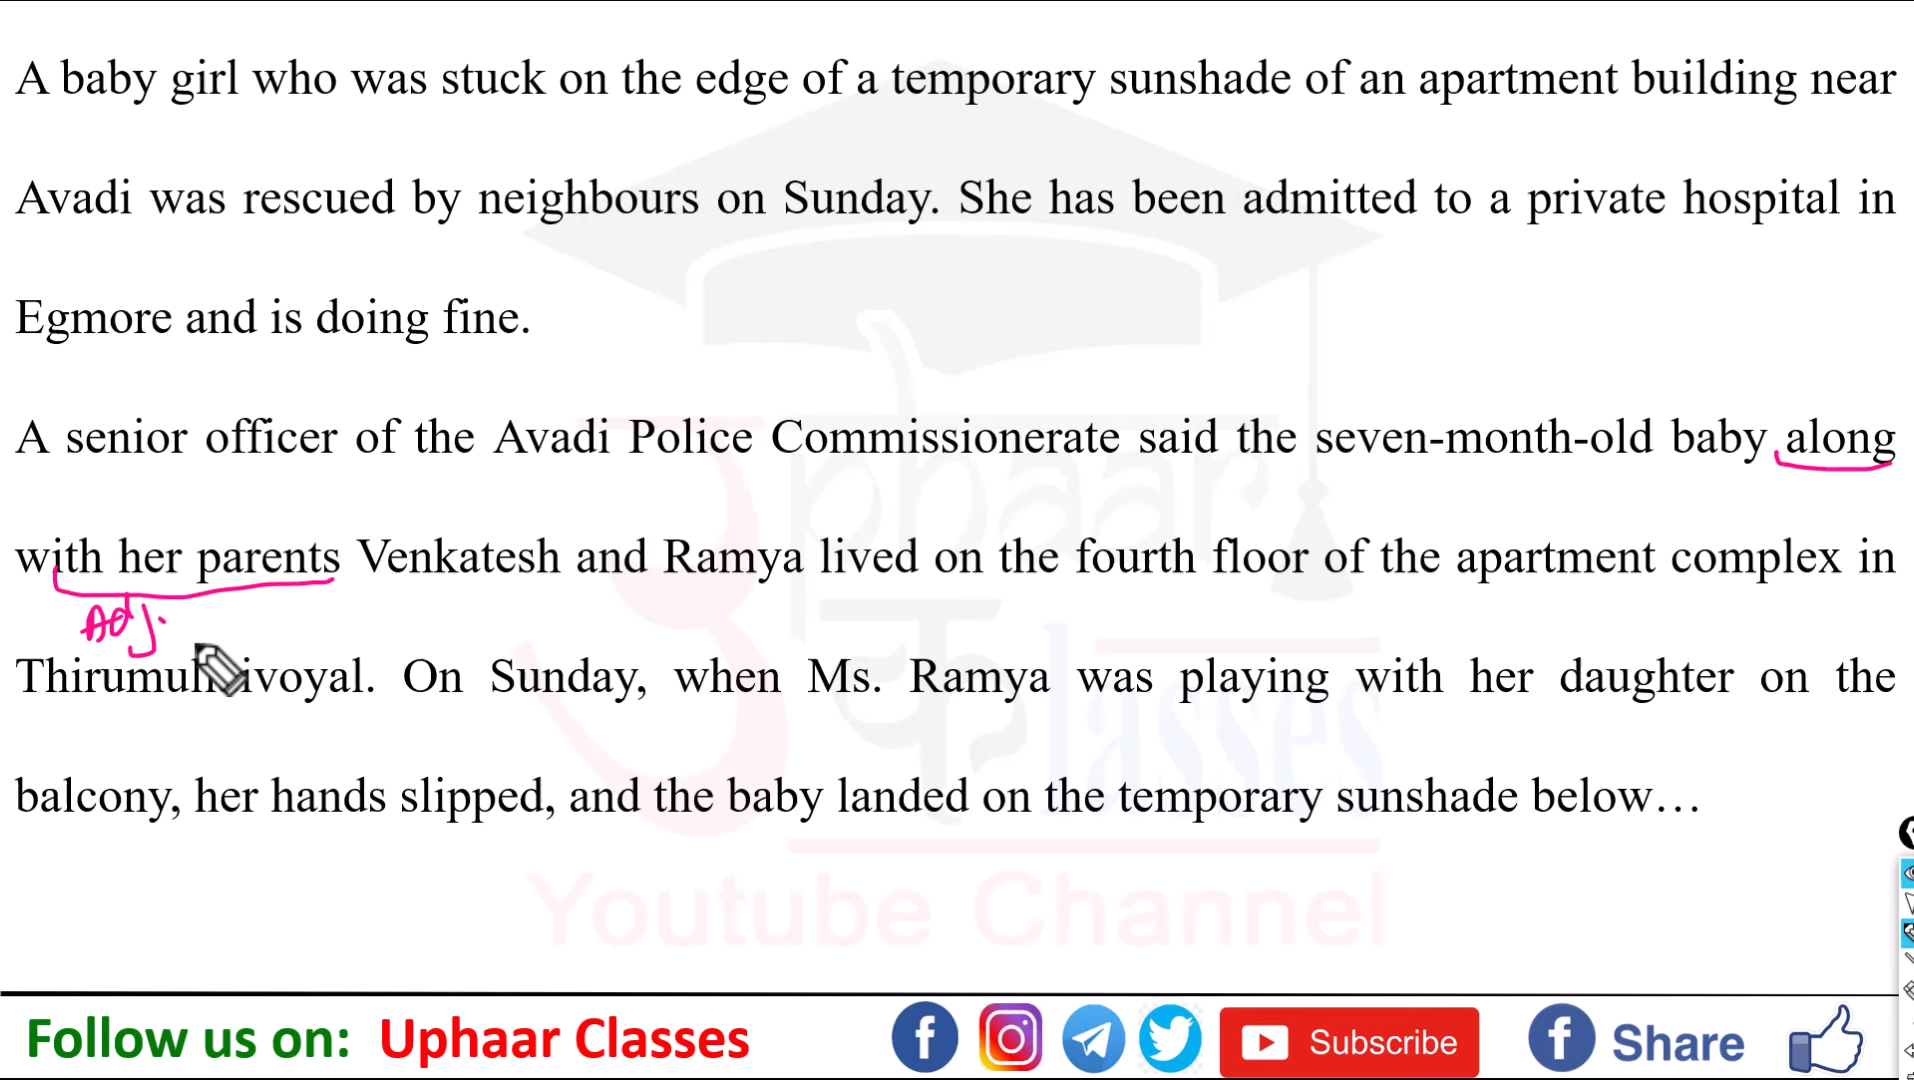 A baby girl who was stuck on the edge of a temporary sunshade of an apartment building near
Avadi was rescued by neighbours on Sunday. She has been admitted to a private hospital in
Egmore and is doing fine.
A senior officer of the Avadi Police Commissionerate said the seven-month-old baby along
with her parents Venkatesh and Ramya lived on the fourth floor of the apartment complex in
Adj.
On Sunday, when Ms. Ramya was playing with her daughter on the
balcony, her hands slipped, and the baby landed on the temporary sunshade below…
उपhaar
कlasses
Youtube Channel
Follow us on: Uphaar Classes
Subscribe
Share